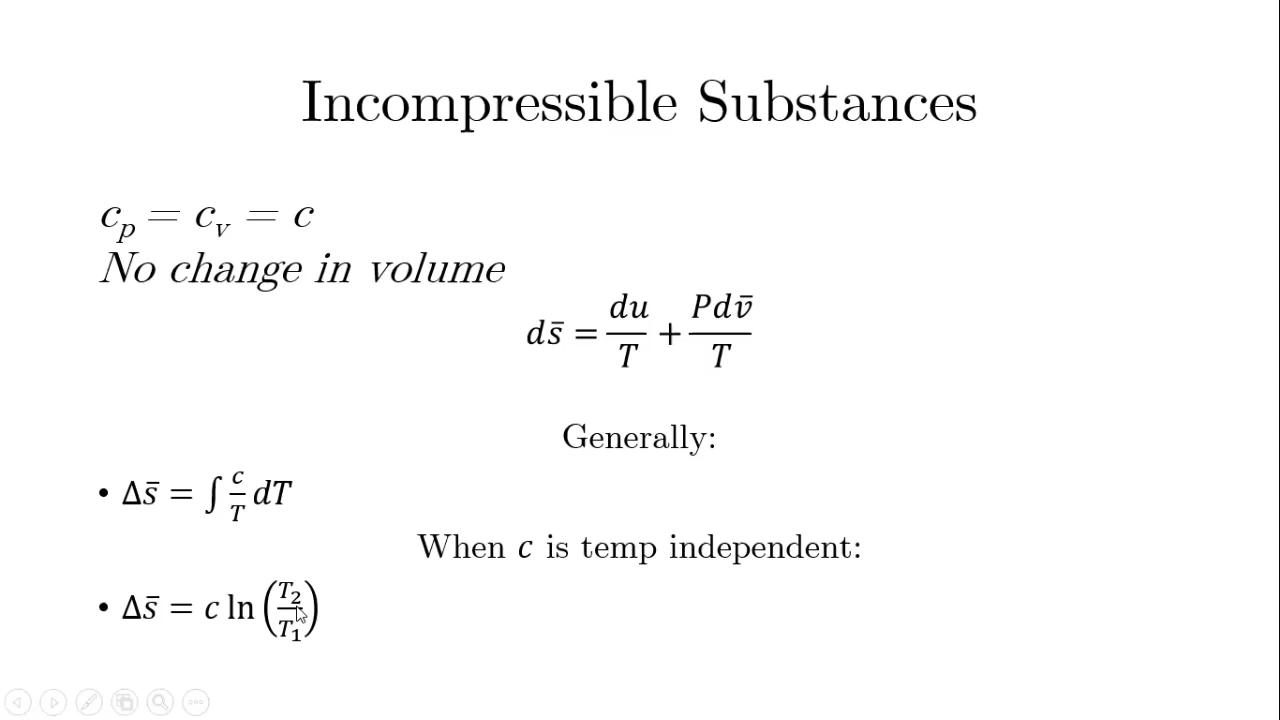 Incompressible Substances
c_p = c_v = c
No change in volume
ds̄ = du/T + Pdv̄/T
Generally:
• Δs̄ = ∫ c/T dT
When c is temp independent:
• Δs̄ = c ln (T₂/T₁)